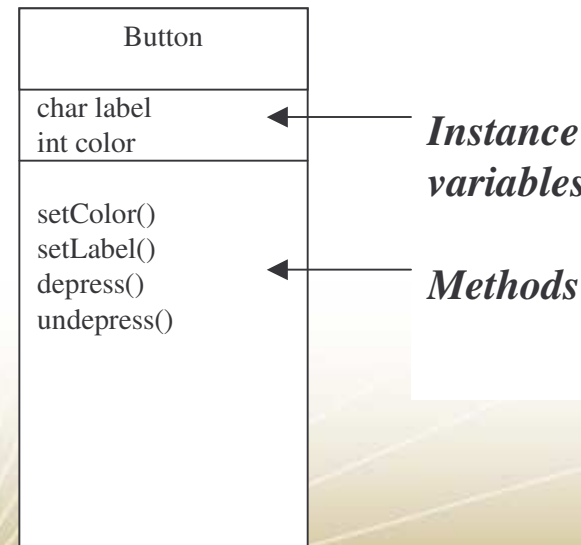 Button
char label
int color
Instance
variables
setColor()
setLabel()
depress()
undepress()
Methods